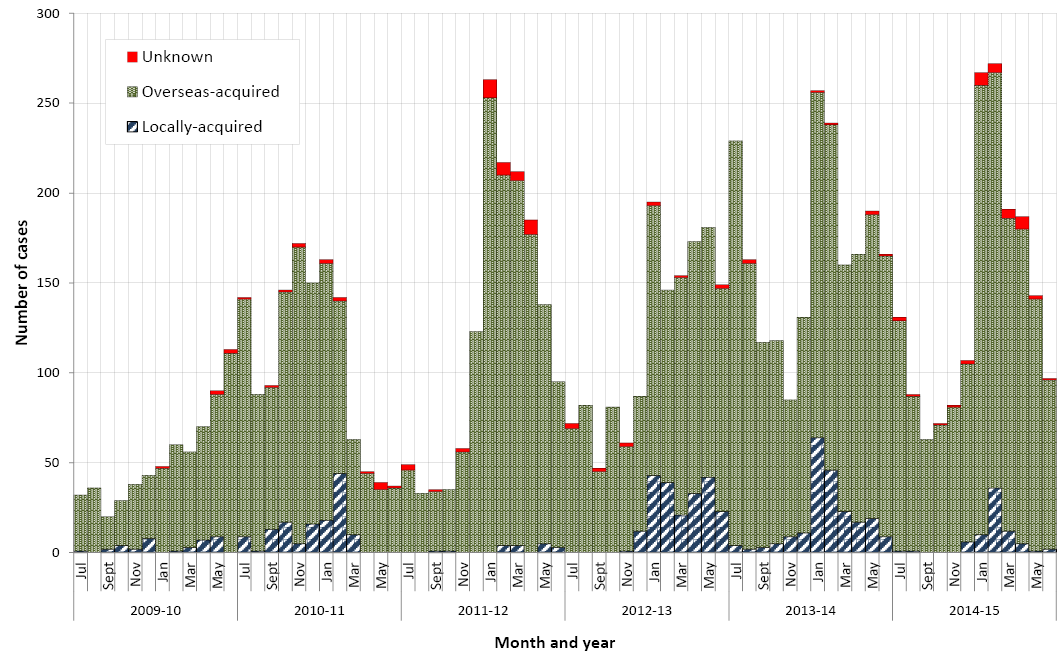 300
250
200
150
100
50
0
Number of cases
Unknown
Overseas-acquired
Locally-acquired
Jul Sept Nov Jan Mar May Jul Sept Nov Jan Mar May Jul Sept Nov Jan Mar May Jul Sept Nov Jan Mar May Jul Sept Nov Jan Mar May Jul Sept Nov Jan Mar May
2009-10 2010-11 2011-12 2012-13 2013-14 2014-15
Month and year